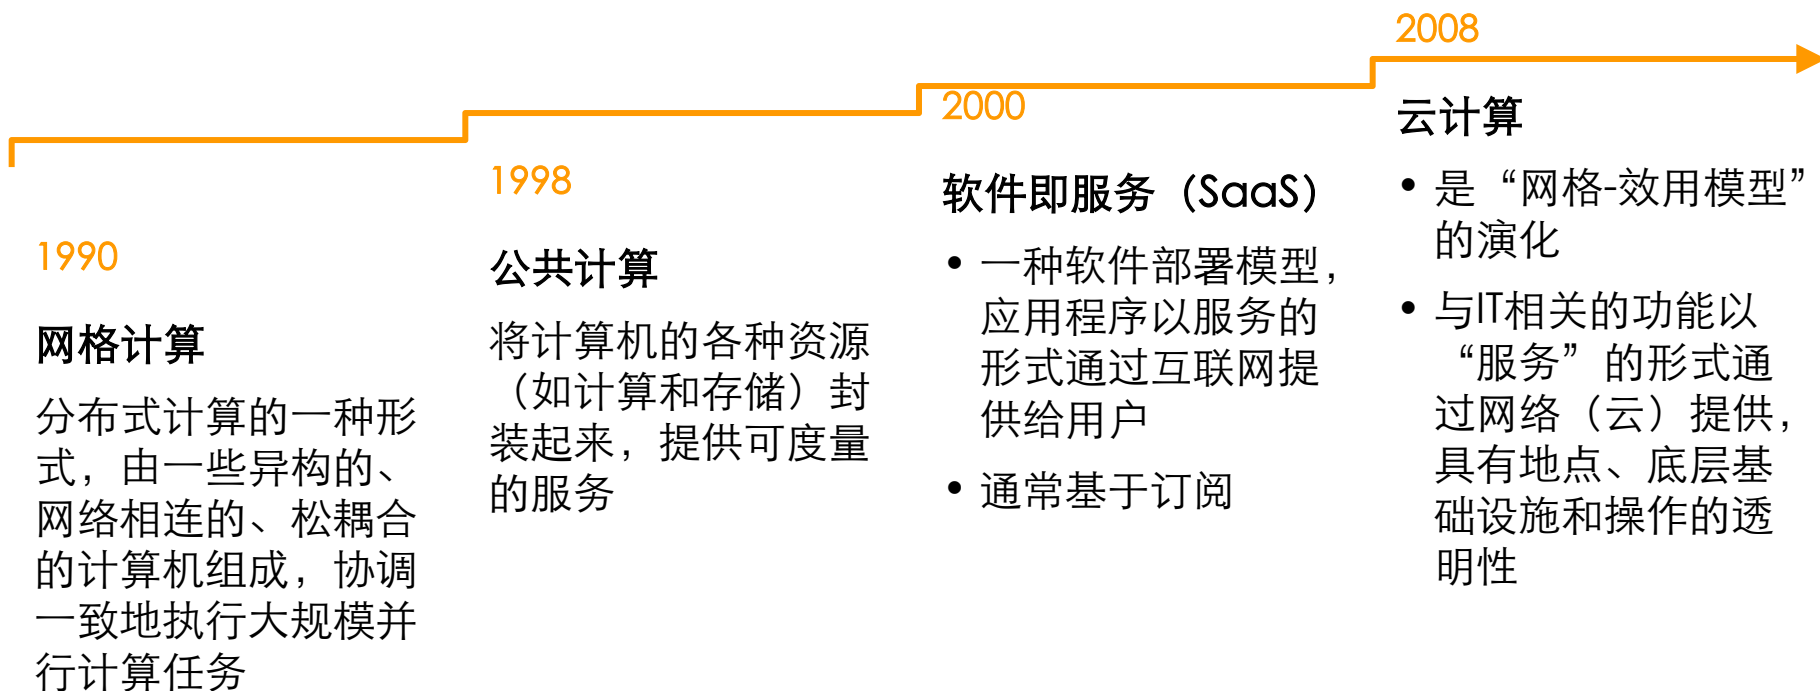 1990
网格计算
分布式计算的一种形
式，由一些异构的、
网络相连的、松耦合
的计算机组成，协调
一致地执行大规模并
行计算任务
1998
公共计算
将计算机的各种资源
（如计算和存储）封
装起来，提供可度量
的服务
2000
软件即服务（SaaS）
• 一种软件部署模型，
应用程序以服务的
形式通过互联网提
供给用户
• 通常基于订阅
2008
云计算
• 是“网格-效用模型”
的演化
• 与IT相关的功能以
“服务”的形式通
过网络（云）提供，
具有地点、底层基
础设施和操作的透
明性